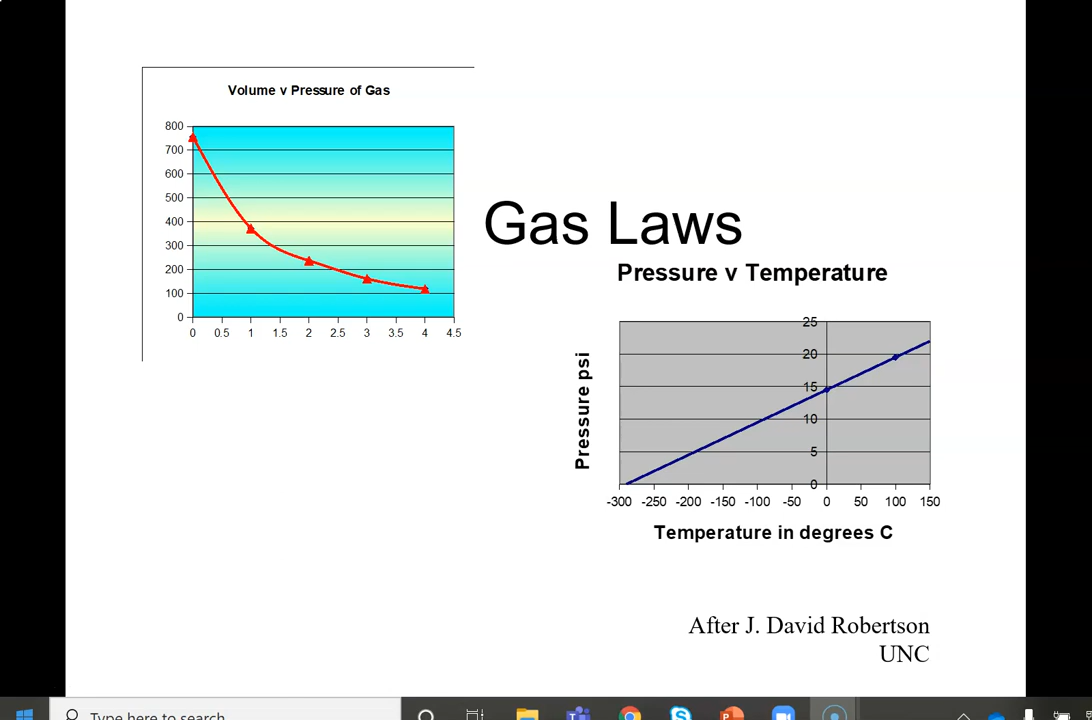 Volume v Pressure of Gas
800
700
600
500
400
300
200
100
0
0 0.5 1 1.5 2 2.5 3 3.5 4 4.5
Gas Laws
Pressure v Temperature
Pressure psi
25
20
15
10
5
0
-300 -250 -200 -150 -100 -50 0 50 100 150
Temperature in degrees C
After J. David Robertson
UNC
Type here to search